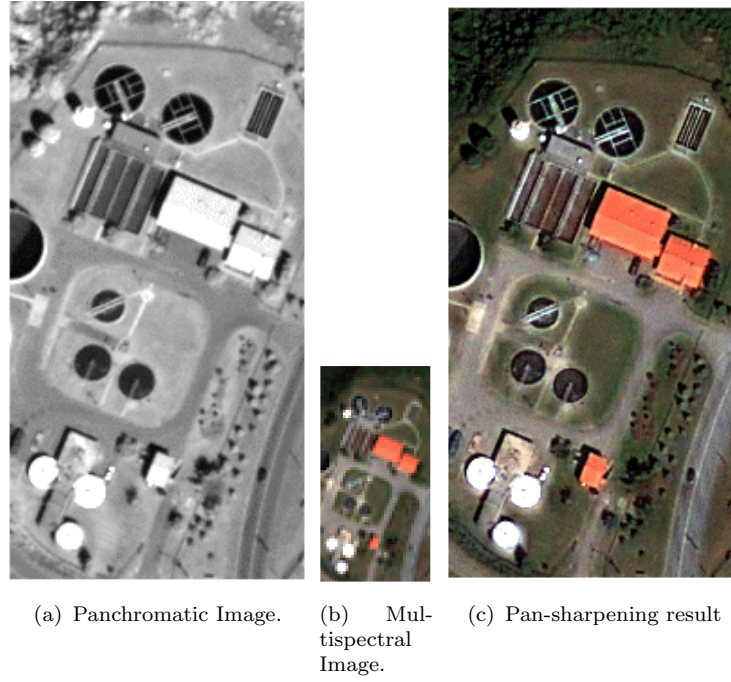 (a) Panchromatic Image.
(b) Mul-
tispectral
Image.
(c) Pan-sharpening result